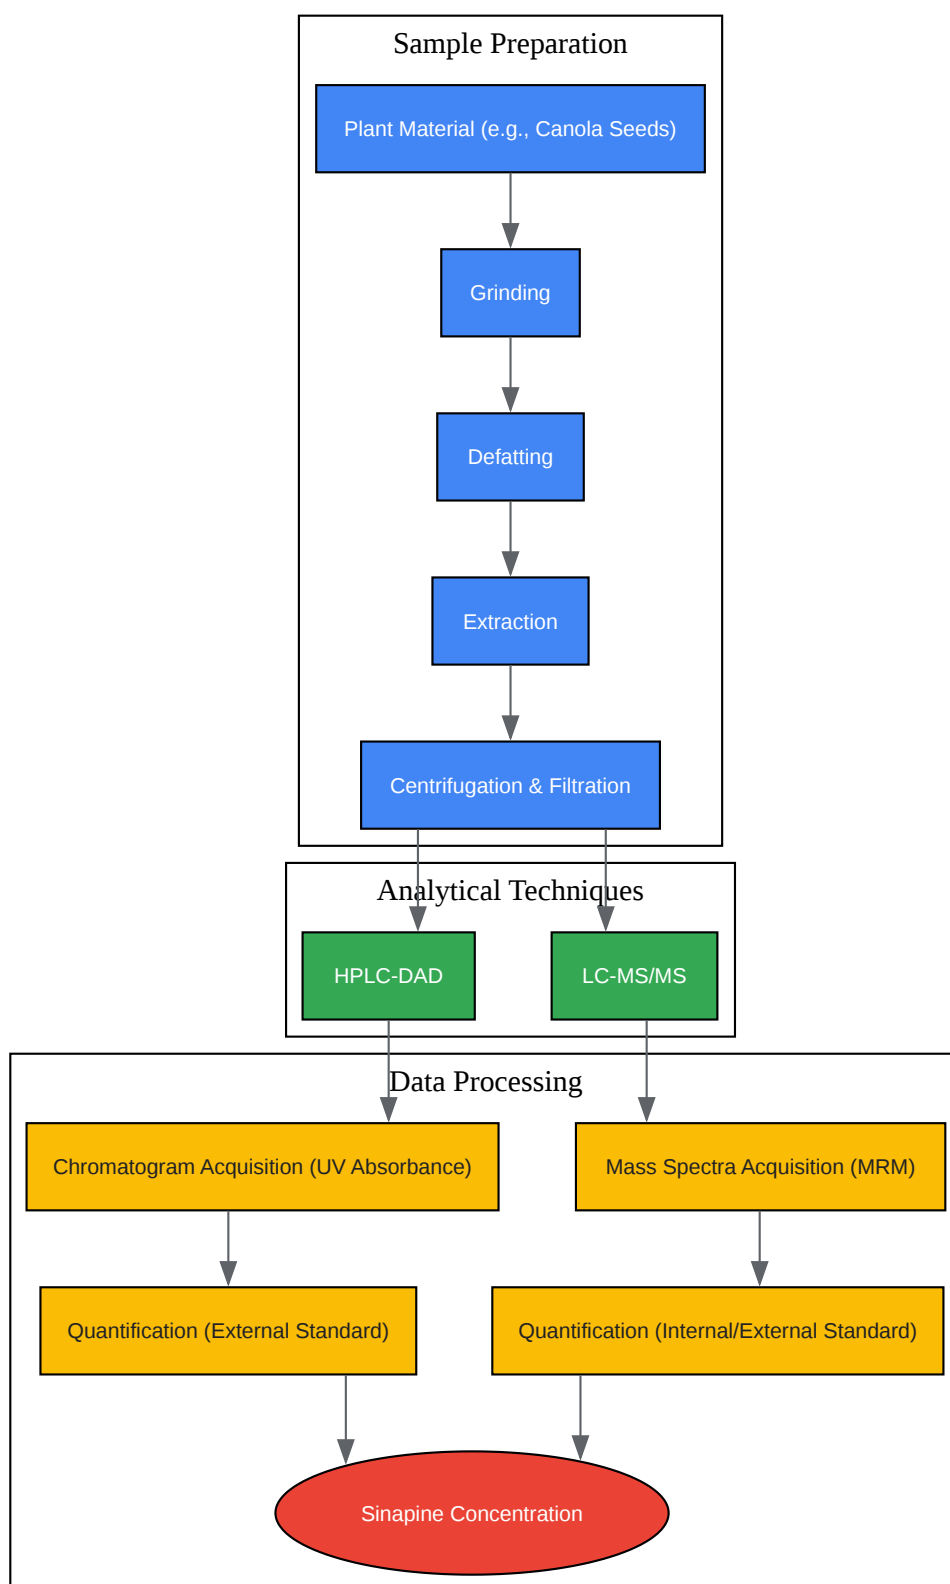 Sample Preparation
Plant Material (e.g., Canola Seeds)
Grinding
Defatting
Extraction
Centrifugation & Filtration
Analytical Techniques
HPLC-DAD
LC-MS/MS
Data Processing
Chromatogram Acquisition (UV Absorbance)
Mass Spectra Acquisition (MRM)
Quantification (External Standard)
Quantification (Internal/External Standard)
Sinapine Concentration